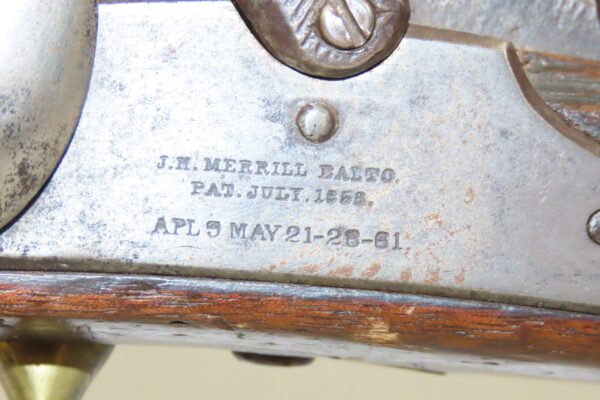 J.H. MERRILL BALTO.
PAT. JULY. 1858.
APL 9 MAY 21-28-61.